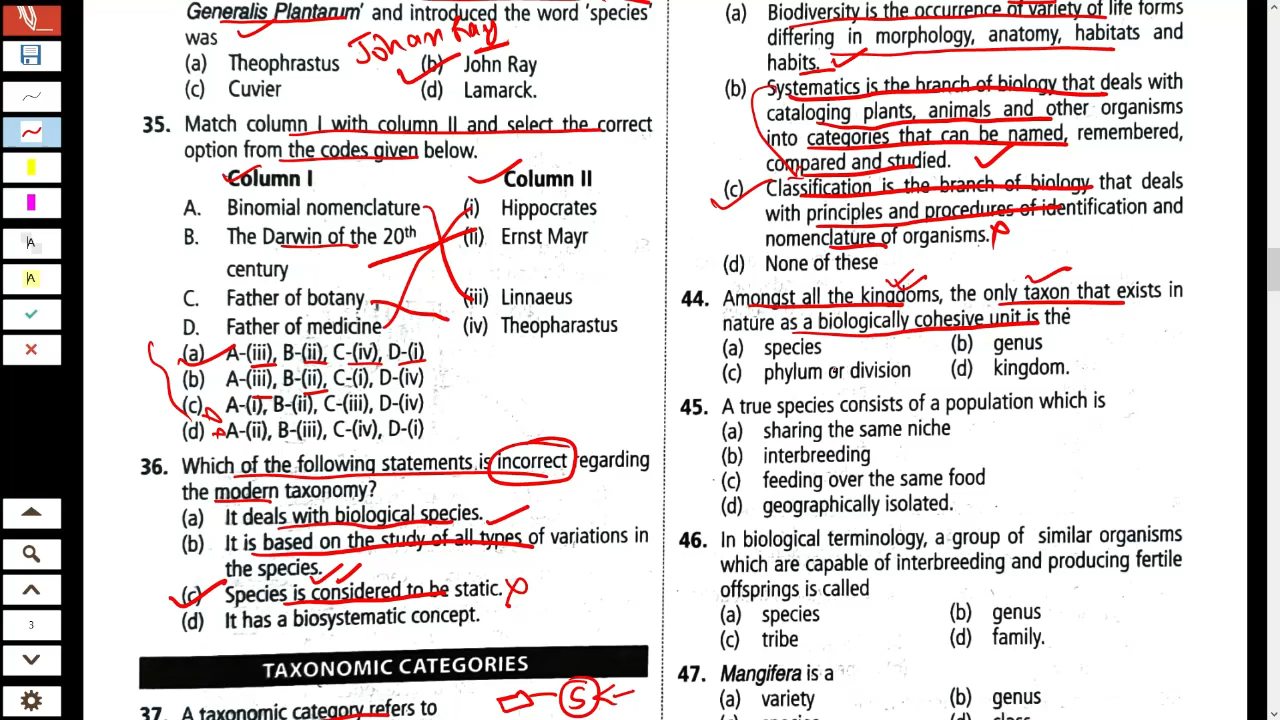 Generalis Plantarum' and introduced the word 'species'
was
Johan Ray
(a) Theophrastus (b) John Ray
(c) Cuvier (d) Lamarck.
35. Match column I with column II and select the correct
option from the codes given below.
Column I Column II
A. Binomial nomenclature (i) Hippocrates
B. The Darwin of the 20th (ii) Ernst Mayr
century
C. Father of botany (iii) Linnaeus
D. Father of medicine (iv) Theopharastus
(a) A-(iii), B-(ii), C-(iv), D-(i)
(b) A-(iii), B-(ii), C-(i), D-(iv)
(c) A-(i), B-(ii), C-(iii), D-(iv)
(d) A-(ii), B-(iii), C-(iv), D-(i)
36. Which of the following statements is incorrect regarding
the modern taxonomy?
(a) It deals with biological species.
(b) It is based on the study of all types of variations in
the species.
(c) Species is considered to be static.
(d) It has a biosystematic concept.
TAXONOMIC CATEGORIES
S
37. A taxonomic category refers to
(a) Biodiversity is the occurrence of variety of life forms
differing in morphology, anatomy, habitats and
habits.
(b) Systematics is the branch of biology that deals with
cataloging plants, animals and other organisms
into categories that can be named, remembered,
compared and studied.
(c) Classification is the branch of biology that deals
with principles and procedures of identification and
nomenclature of organisms.
(d) None of these
44. Amongst all the kingdoms, the only taxon that exists in
nature as a biologically cohesive unit is the
(a) species (b) genus
(c) phylum or division (d) kingdom.
45. A true species consists of a population which is
(a) sharing the same niche
(b) interbreeding
(c) feeding over the same food
(d) geographically isolated.
46. In biological terminology, a group of similar organisms
which are capable of interbreeding and producing fertile
offsprings is called
(a) species (b) genus
(c) tribe (d) family.
47. Mangifera is a
(a) variety (b) genus
A
A
3